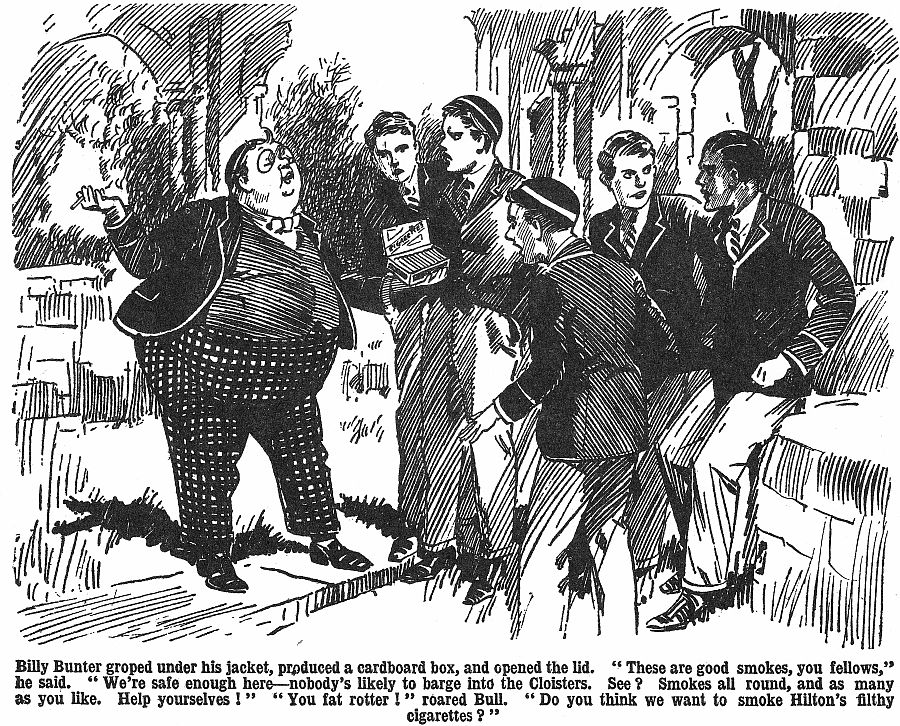 CIGARETTES
Billy Bunter groped under his jacket, produced a cardboard box, and opened the lid. “ These are good smokes, you fellows,”
he said. “ We’re safe enough here—nobody’s likely to barge into the Cloisters. See ? Smokes all round, and as many
as you like. Help yourselves ! ” “ You fat rotter ! ” roared Bull. “ Do you think we want to smoke Hilton’s filthy
cigarettes ? ”